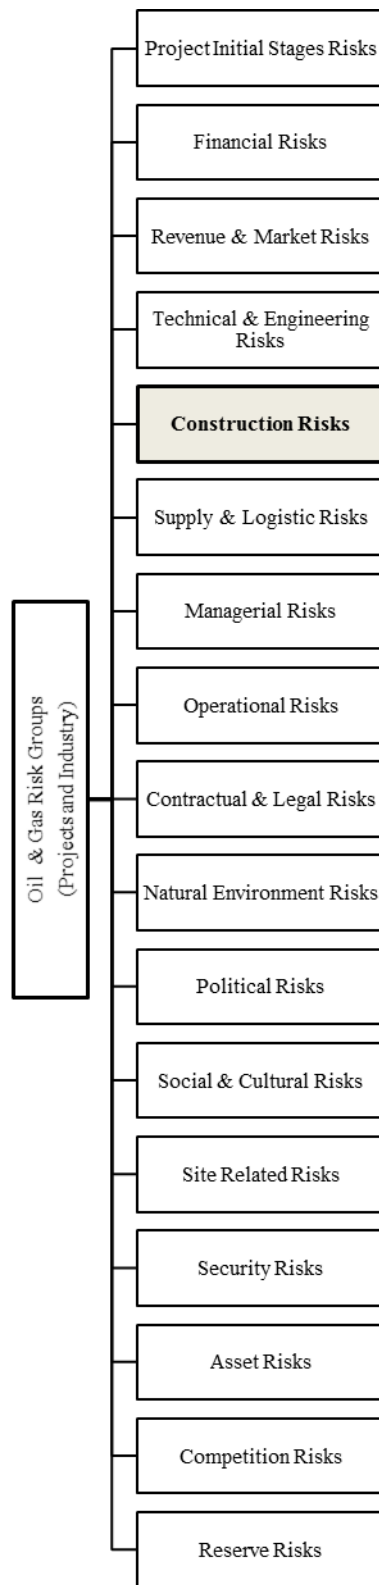 Project Initial Stages Risks
Financial Risks
Revenue & Market Risks
Technical & Engineering
Risks
Construction Risks
Supply & Logistic Risks
Managerial Risks
Operational Risks
Oil & Gas Risk Groups
(Projects and Industry)
Contractual & Legal Risks
Natural Environment Risks
Political Risks
Social & Cultural Risks
Site Related Risks
Security Risks
Asset Risks
Competition Risks
Reserve Risks